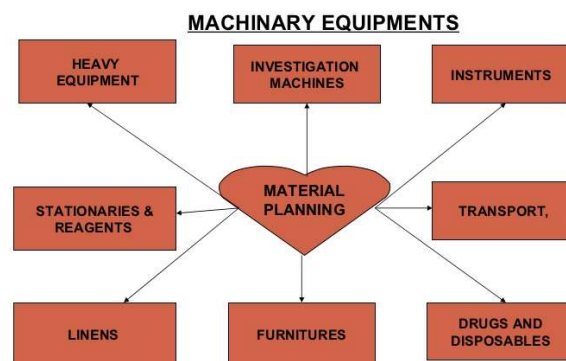 MACHINARY EQUIPMENTS
HEAVY
EQUIPMENT
INVESTIGATION
MACHINES
INSTRUMENTS
STATIONARIES &
REAGENTS
MATERIAL
PLANNING
TRANSPORT,
LINENS
FURNITURES
DRUGS AND
DISPOSABLES